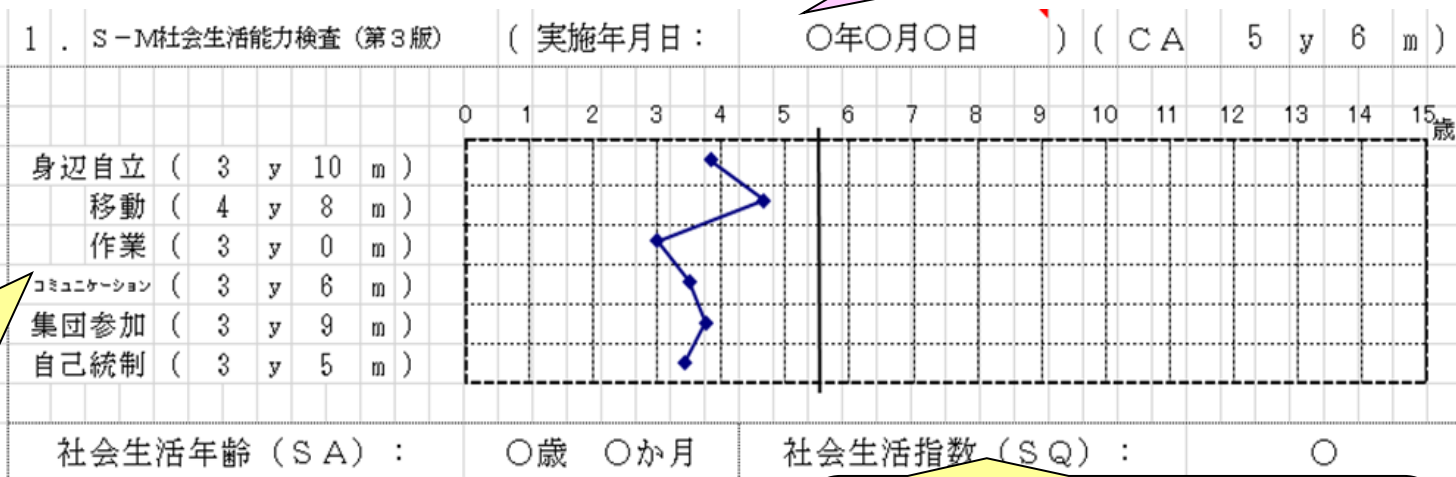 1．S－M社会生活能力検査（第３版） （実施年月日： ○年○月○日 ）（ＣＡ 5 y 6 m）
0 1 2 3 4 5 6 7 8 9 10 11 12 13 14 15歳
身辺自立（ 3 y 10 m）
移動（ 4 y 8 m）
作業（ 3 y 0 m）
コミュニケーション（ 3 y 6 m）
集団参加（ 3 y 9 m）
自己統制（ 3 y 5 m）
社会生活年齢（ＳＡ）： ○歳 ○か月 社会生活指数（ＳＱ）： ○